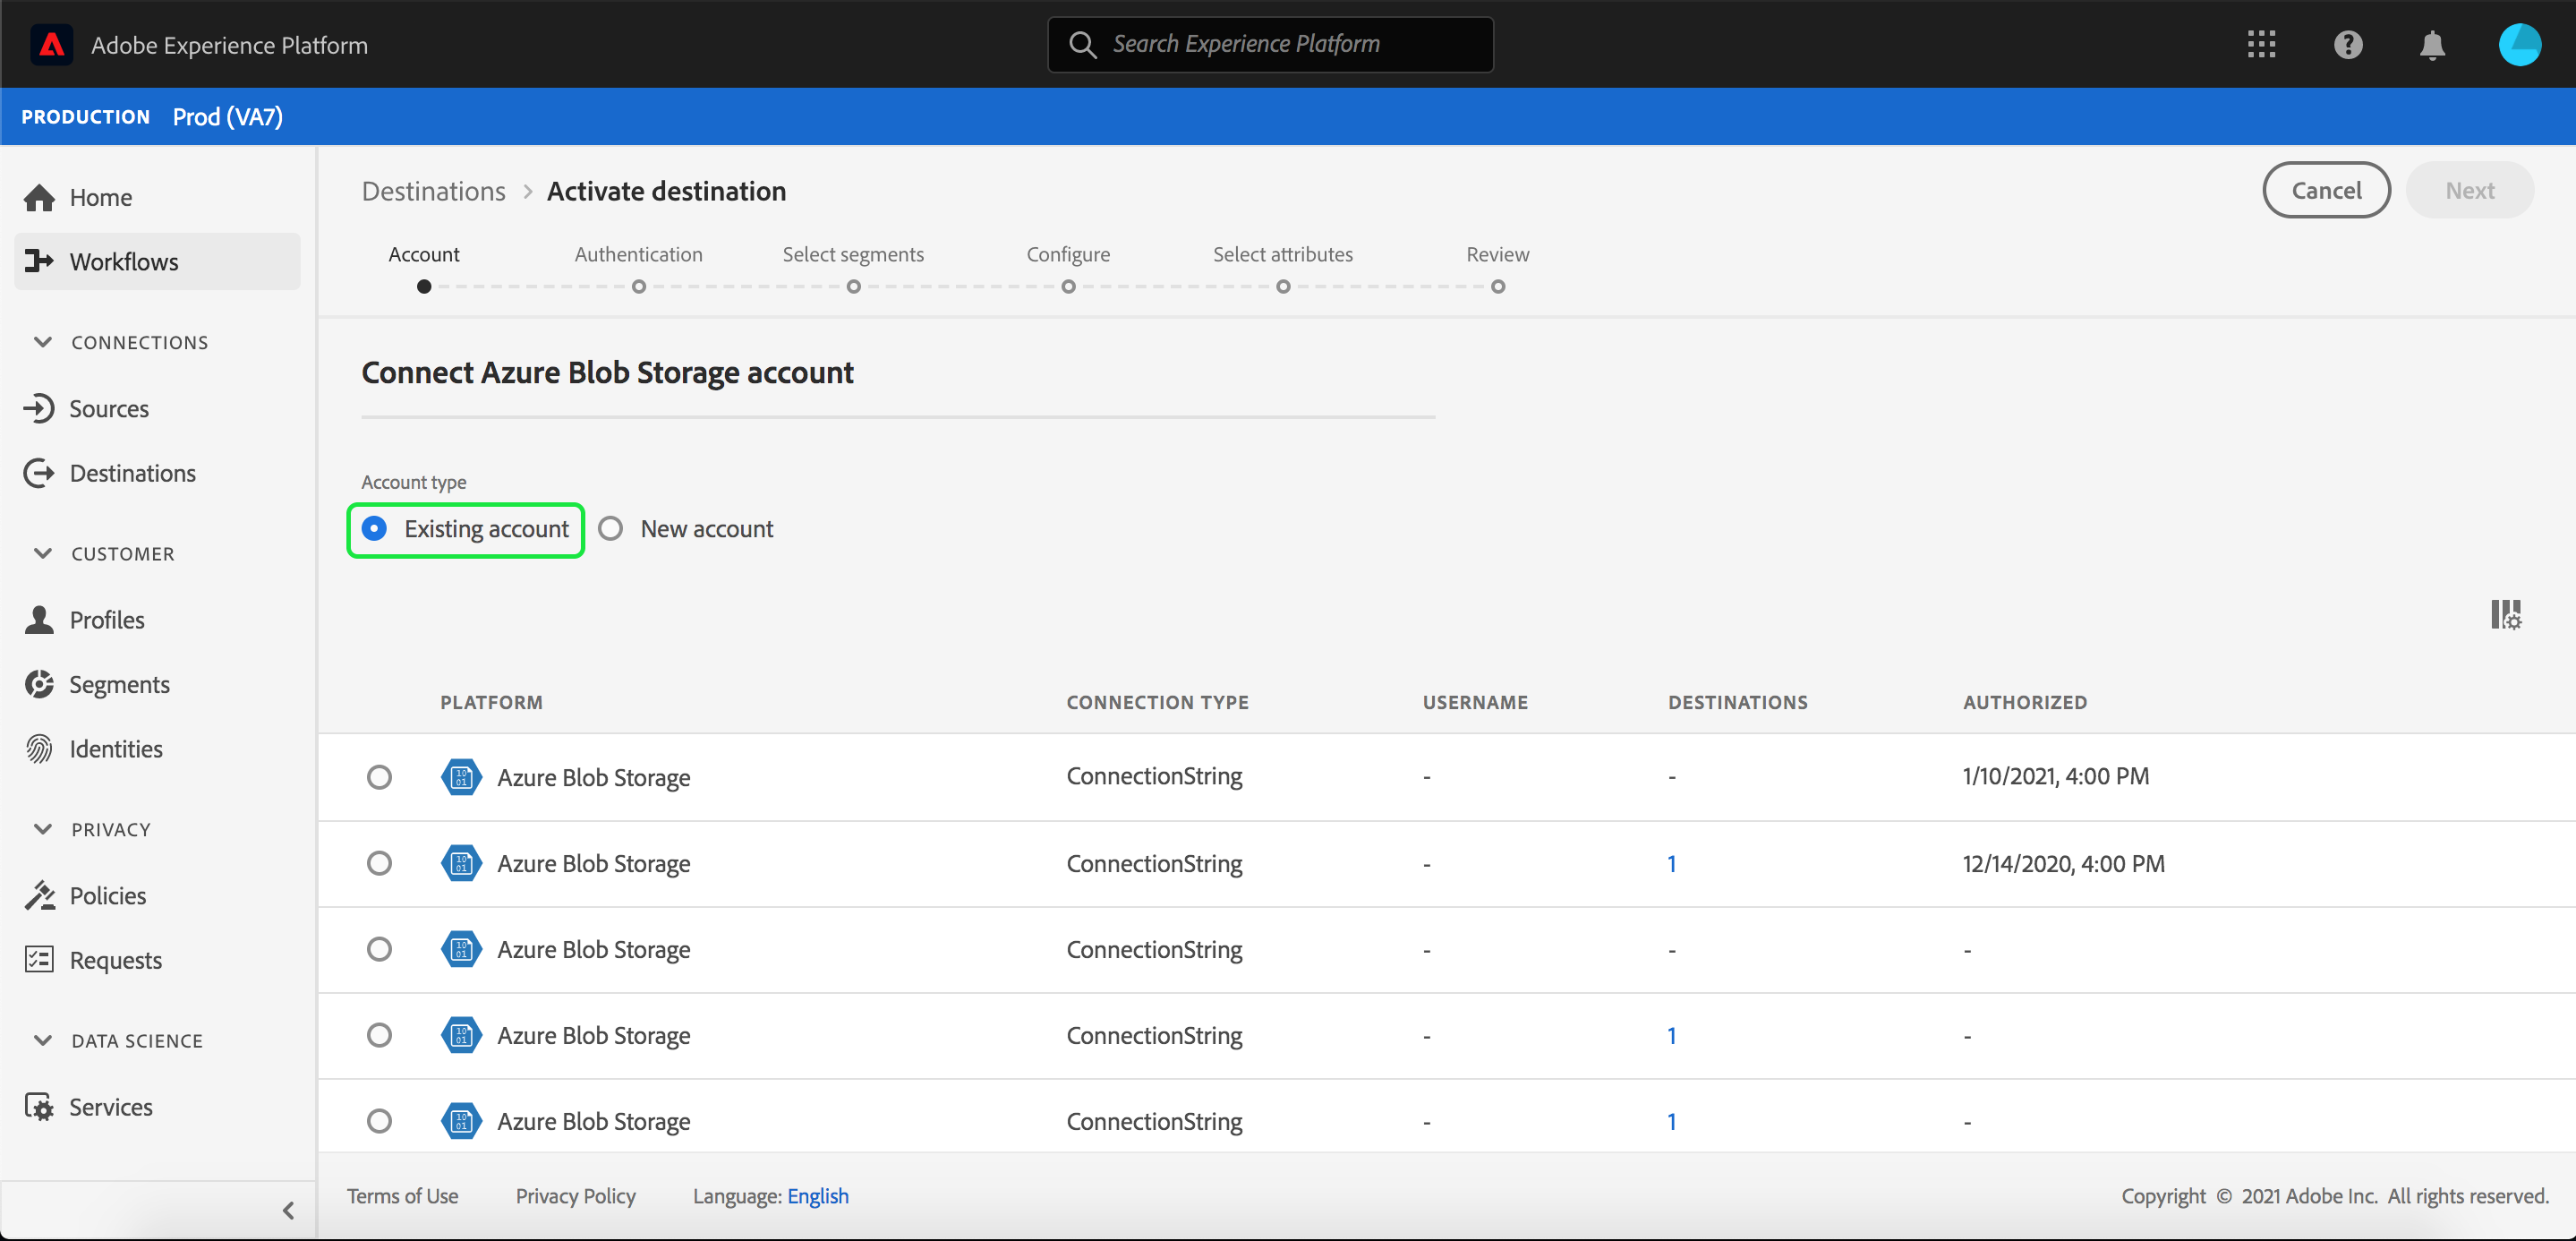 Adobe Experience Platform
Search Experience Platform
PRODUCTION Prod (VA7)
Home
Workflows
CONNECTIONS
Sources
Destinations
CUSTOMER
Profiles
Segments
Identities
PRIVACY
Policies
Requests
DATA SCIENCE
Services
Destinations > Activate destination
Cancel Next
Account Authentication Select segments Configure Select attributes Review
Connect Azure Blob Storage account
Account type
Existing account New account
PLATFORM CONNECTION TYPE USERNAME DESTINATIONS AUTHORIZED
Azure Blob Storage ConnectionString - - 1/10/2021, 4:00 PM
Azure Blob Storage ConnectionString - 1 12/14/2020, 4:00 PM
Azure Blob Storage ConnectionString - - -
Azure Blob Storage ConnectionString - 1 -
Azure Blob Storage ConnectionString - 1 -
Terms of Use Privacy Policy Language: English Copyright © 2021 Adobe Inc. All rights reserved.